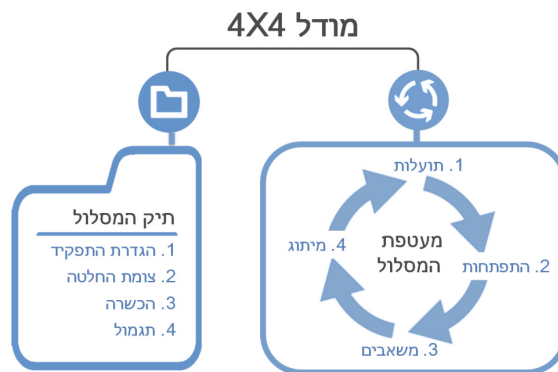 מודל 4X4
1. תועלות
2. התפתחות
3. משאבים
4. מיתוג
מעטפת
המסלול
תיק המסלול
1. הגדרת התפקיד
2. צומת החלטה
3. הכשרה
4. תגמול